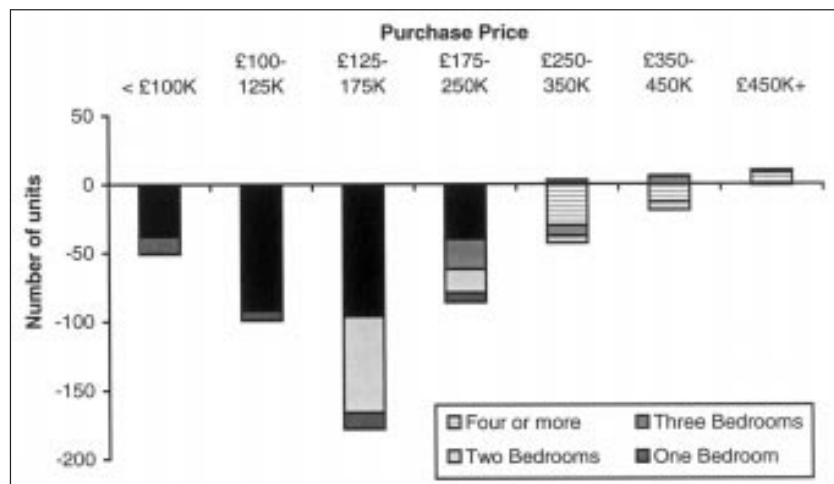 Purchase Price
< £100K
£100-
125K
£125-
175K
£175-
250K
£250-
350K
£350-
450K
£450K+
Number of units
50
0
-50
-100
-150
-200
Four or more
Three Bedrooms
Two Bedrooms
One Bedroom